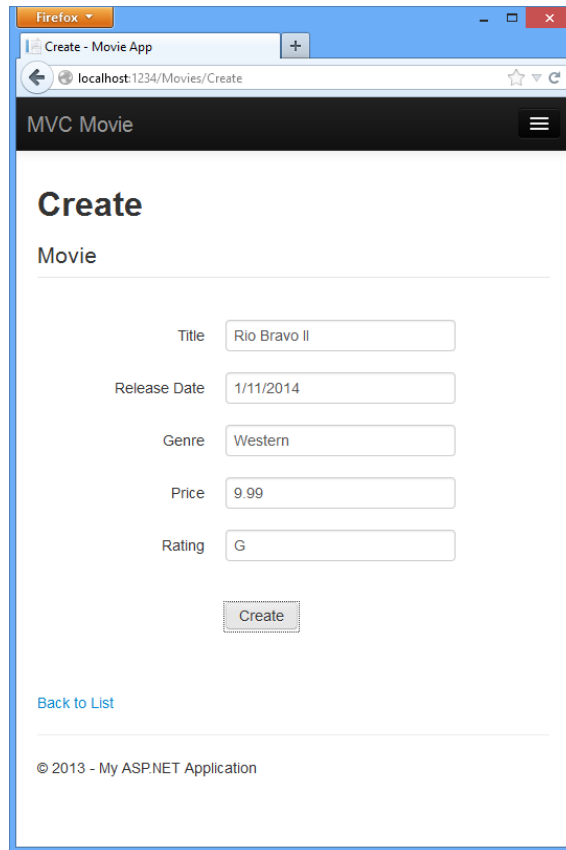 Firefox
Create - Movie App
localhost:1234/Movies/Create
MVC Movie
Create
Movie
Title Rio Bravo II
Release Date 1/11/2014
Genre Western
Price 9.99
Rating G
Create
Back to List
© 2013 - My ASP.NET Application